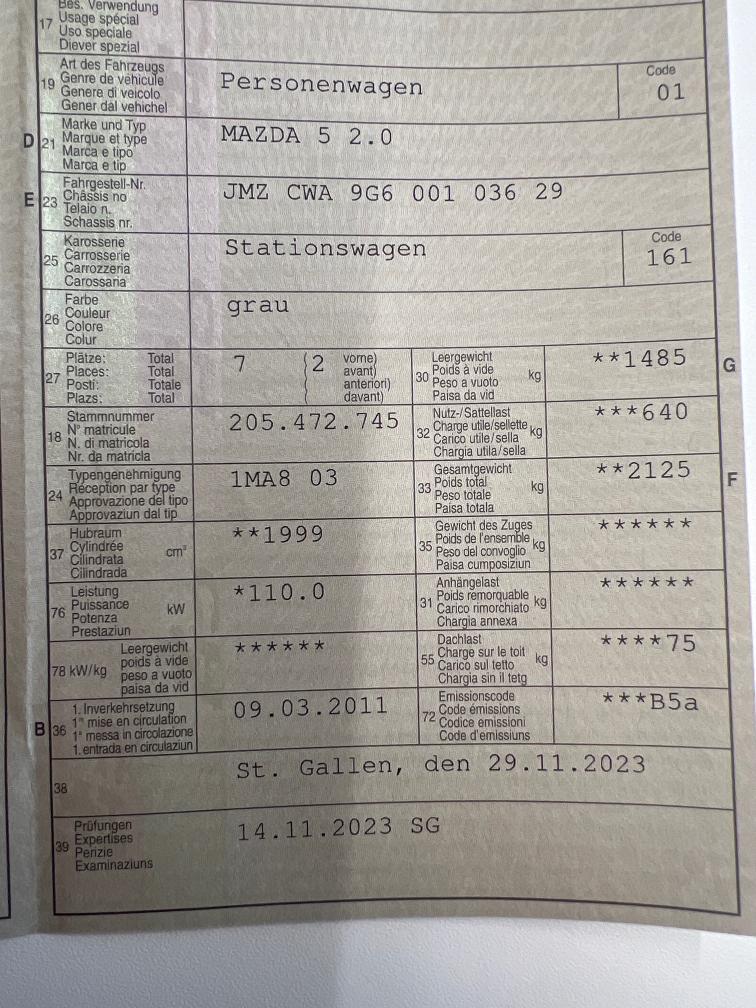 Bes. Verwendung
17 Usage spécial
Uso speciale
Diever spezial
Art des Fahrzeugs
19 Genre de véhicule
Genere di veicolo
Gener dal vehichel
Personenwagen
Code
01
D 21 Marke und Typ
Marque et type
Marca e tipo
Marca e tip
MAZDA 5 2.0
E 23 Fahrgestell-Nr.
Châssis no
Telaio n.
Schassis nr.
JMZ CWA 9G6 001 036 29
25 Karosserie
Carrosserie
Carrozzeria
Carossaria
Stationswagen
Code
161
26 Farbe
Couleur
Colore
Colur
grau
27 Plätze: Total
Places: Total
Posti: Totale
Plazs: Total
7 (2 vorne)
avant)
anteriori)
davant)
30 Leergewicht
Poids à vide
Peso a vuoto
Paisa da vid
kg
**1485
G
18 Stammnummer
N° matricule
N. di matricola
Nr. da matricla
205.472.745
32 Nutz-/Sattellast
Charge utile/sellette
Carico utile/sella
Chargia utila/sella
kg
***640
24 Typengenehmigung
Réception par type
Approvazione del tipo
Approvaziun dal tip
1MA8 03
33 Gesamtgewicht
Poids total
Peso totale
Paisa totala
kg
**2125
F
37 Hubraum
Cylindrée
Cilindrata
Cilindrada
cm³
**1999
35 Gewicht des Zuges
Poids de l'ensemble
Peso del convoglio
Paisa cumposiziun
kg
******
76 Leistung
Puissance
Potenza
Prestaziun
kW
*110.0
31 Anhängelast
Poids remorquable
Carico rimorchiato
Chargia annexa
kg
******
78 kW/kg
Leergewicht
poids à vide
peso a vuoto
paisa da vid
******
55 Dachlast
Charge sur le toit
Carico sul tetto
Chargia sin il tetg
kg
****75
B 36 1. Inverkehrsetzung
1re mise en circulation
1a messa in circolazione
1. entrada en circulaziun
09.03.2011
72 Emissionscode
Code émissions
Codice emissioni
Code d'emissiuns
***B5a
38
St. Gallen, den 29.11.2023
39 Prüfungen
Expertises
Perizie
Examinaziuns
14.11.2023 SG